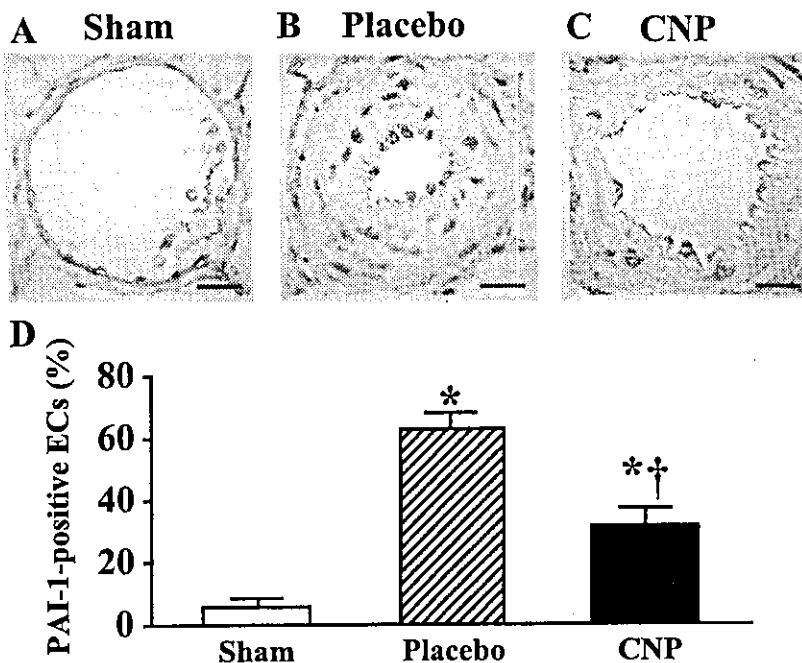 A Sham B Placebo C CNP
D
PAI-1-positive ECs (%)
80
60
40
20
0
*
*†
Sham Placebo CNP